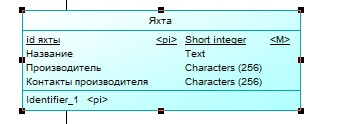 Яхта
id яхты <pi> Short integer <M>
Название Text
Производитель Characters (256)
Контакты производителя Characters (256)
Identifier_1 <pi>